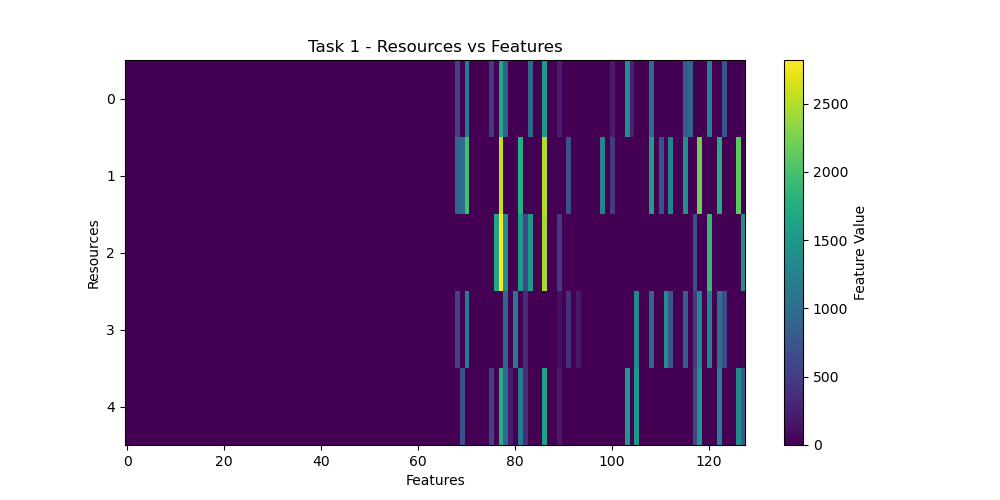 Task 1 - Resources vs Features
0
1
2
3
4
Resources
0 20 40 60 80 100 120
Features
2500
2000
1500
1000
500
0
Feature Value